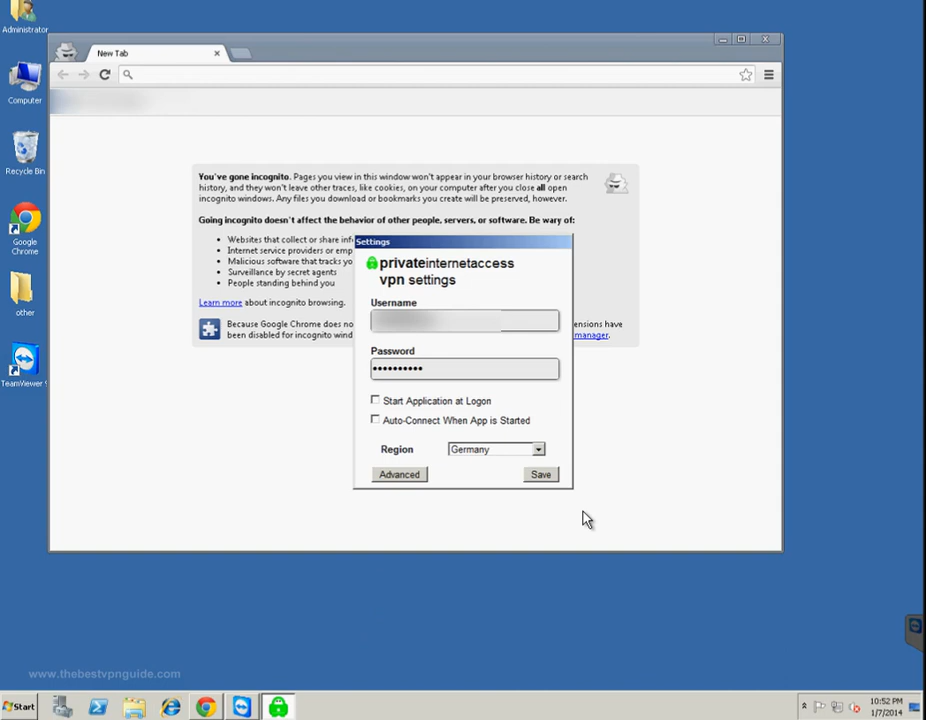 Administrator
Computer
Recycle Bin
Google
Chrome
other
TeamViewer 9
New Tab
You've gone incognito. Pages you view in this window won't appear in your browser history or search
history, and they won't leave other traces, like cookies, on your computer after you close all open
incognito windows. Any files you download or bookmarks you create will be preserved, however.
Going incognito doesn't affect the behavior of other people, servers, or software. Be wary of:
• Websites that collect or share
• Internet service providers or
• Malicious software that tracks
• Surveillance by secret agents
• People standing behind you
Learn more about incognito browsing.
Because Google Chrome does
ensions have
been disabled for incognito
manager.
Settings
privateinternetaccess
vpn settings
Username
Password
••••••••••
Start Application at Logon
Auto-Connect When App is Started
Region
Germany
Advanced
Save
www.thebestvpnguide.com
Start
10:52 PM
1/7/2014